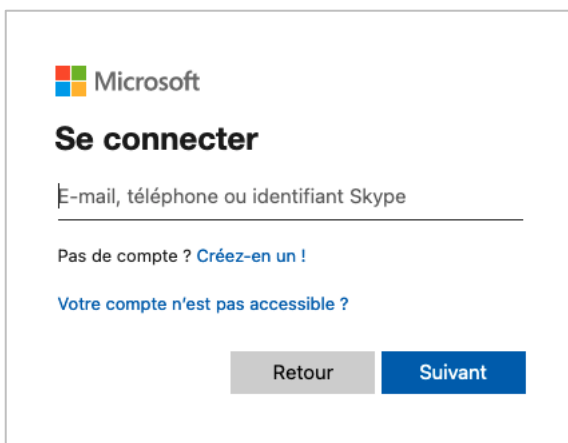 Microsoft
Se connecter
E-mail, téléphone ou identifiant Skype
Pas de compte ? Créez-en un !
Votre compte n'est pas accessible ?
Retour
Suivant